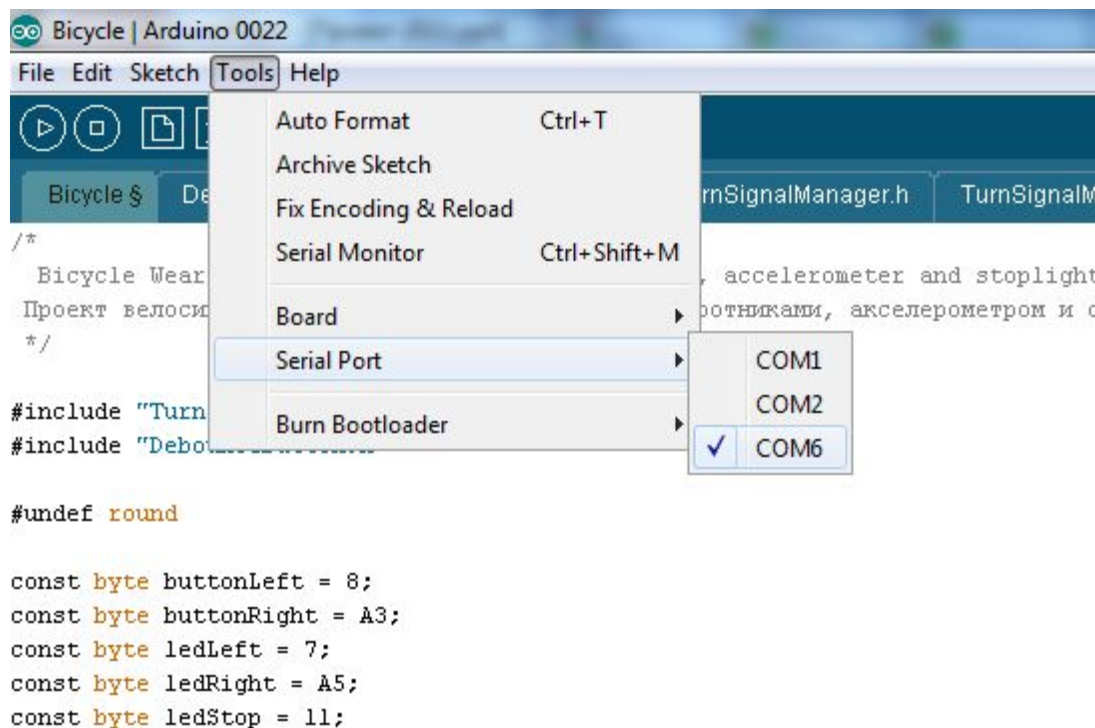 Bicycle | Arduino 0022
File Edit Sketch Tools Help
Auto Format Ctrl+T
Archive Sketch
Fix Encoding & Reload
Serial Monitor Ctrl+Shift+M
Board
Serial Port
Burn Bootloader
COM1
COM2
COM6
Bicycle § De rnSignalManager.h TurnSignalM
/*
Bicycle Wear , accelerometer and stoplight
Проект велоси ротниками, акселерометром и с
*/
#include "Turn
#include "Debo
#undef round
const byte buttonLeft = 8;
const byte buttonRight = A3;
const byte ledLeft = 7;
const byte ledRight = A5;
const byte ledStop = 11;